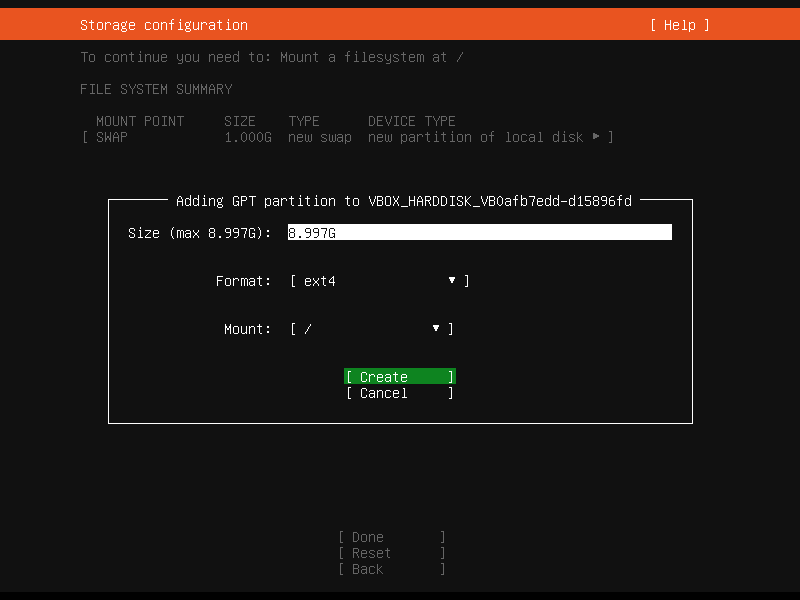 Storage configuration [ Help ]
To continue you need to: Mount a filesystem at /
FILE SYSTEM SUMMARY
MOUNT POINT SIZE TYPE DEVICE TYPE
[ SWAP 1.000G new swap new partition of local disk ▸ ]
Adding GPT partition to VBOX_HARDDISK_VB0afb7edd-d15896fd
Size (max 8.997G): 8.997G
Format: [ ext4 ▾ ]
Mount: [ / ▾ ]
[ Create ]
[ Cancel ]
[ Done ]
[ Reset ]
[ Back ]